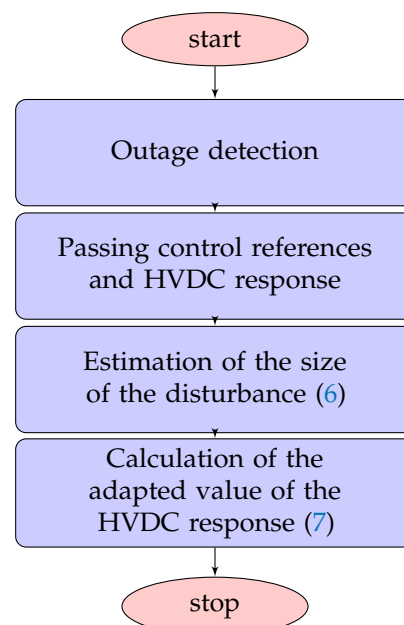 start
Outage detection
Passing control references
and HVDC response
Estimation of the size
of the disturbance (6)
Calculation of the
adapted value of the
HVDC response (7)
stop